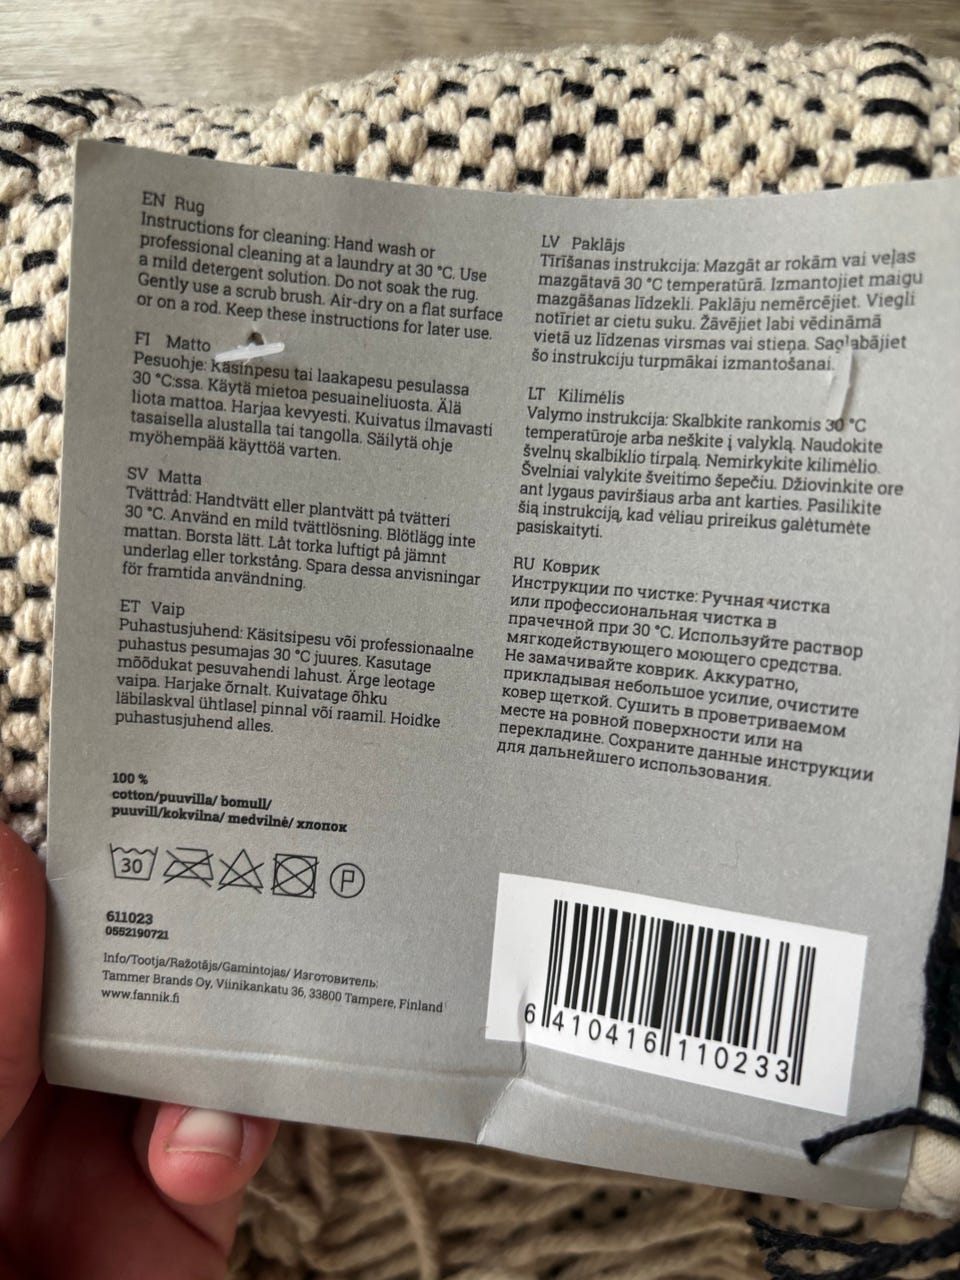 EN Rug
Instructions for cleaning: Hand wash or
professional cleaning at a laundry at 30 °C. Use
a mild detergent solution. Do not soak the rug.
Gently use a scrub brush. Air-dry on a flat surface
or on a rod. Keep these instructions for later use.
FI Matto
Pesuohje: Käsinpesu tai laakapesu pesulassa
30 °C:ssa. Käytä mietoa pesuaineliuosta. Älä
liota mattoa. Harjaa kevyesti. Kuivatus ilmavasti
tasaisella alustalla tai tangolla. Säilytä ohje
myöhempää käyttöä varten.
SV Matta
Tvättråd: Handtvätt eller plantvätt på tvätteri
30 °C. Använd en mild tvättlösning. Blötlägg inte
mattan. Borsta lätt. Låt torka luftigt på jämnt
underlag eller torkstång. Spara dessa anvisningar
för framtida användning.
ET Vaip
Puhastusjuhend: Käsitsipesu või professionaalne
puhastus pesumajas 30 °C juures. Kasutage
mõõdukat pesuvahendi lahust. Ärge leotage
vaipa. Harjake õrnalt. Kuivatage õhku
läbilaskval ühtlasel pinnal või raamil. Hoidke
puhastusjuhend alles.
100 %
cotton/puuvilla/ bomull/
puuvill/kokvilna/ medvilnė/ хлопок
30 P
611023
0552190721
Info/Tootja/Ražotājs/Gamintojas/ Изготовитель:
Tammer Brands Oy, Viinikankatu 36, 33800 Tampere, Finland
www.fannik.fi
LV Paklājs
Tīrīšanas instrukcija: Mazgāt ar rokām vai veļas
mazgātavā 30 °C temperatūrā. Izmantojiet maigu
mazgāšanas līdzekli. Paklāju nemērcējiet. Viegli
notīriet ar cietu suku. Žāvējiet labi vēdināmā
vietā uz līdzenas virsmas vai stieņa. Saglabājiet
šo instrukciju turpmākai izmantošanai.
LT Kilimėlis
Valymo instrukcija: Skalbkite rankomis 30 °C
temperatūroje arba neškite į valyklą. Naudokite
švelnų skalbiklio tirpalą. Nemirkykite kilimėlio.
Švelniai valykite šveitimo šepečiu. Džiovinkite ore
ant lygaus paviršiaus arba ant karties. Pasilikite
šią instrukciją, kad vėliau prireikus galėtumėte
pasiskaityti.
RU Коврик
Инструкции по чистке: Ручная чистка
или профессиональная чистка в
прачечной при 30 °C. Используйте раствор
мягкодействующего моющего средства.
Не замачивайте коврик. Аккуратно,
прикладывая небольшое усилие, очистите
ковер щеткой. Сушить в проветриваемом
месте на ровной поверхности или на
перекладине. Сохраните данные инструкции
для дальнейшего использования.
6 410416 110233